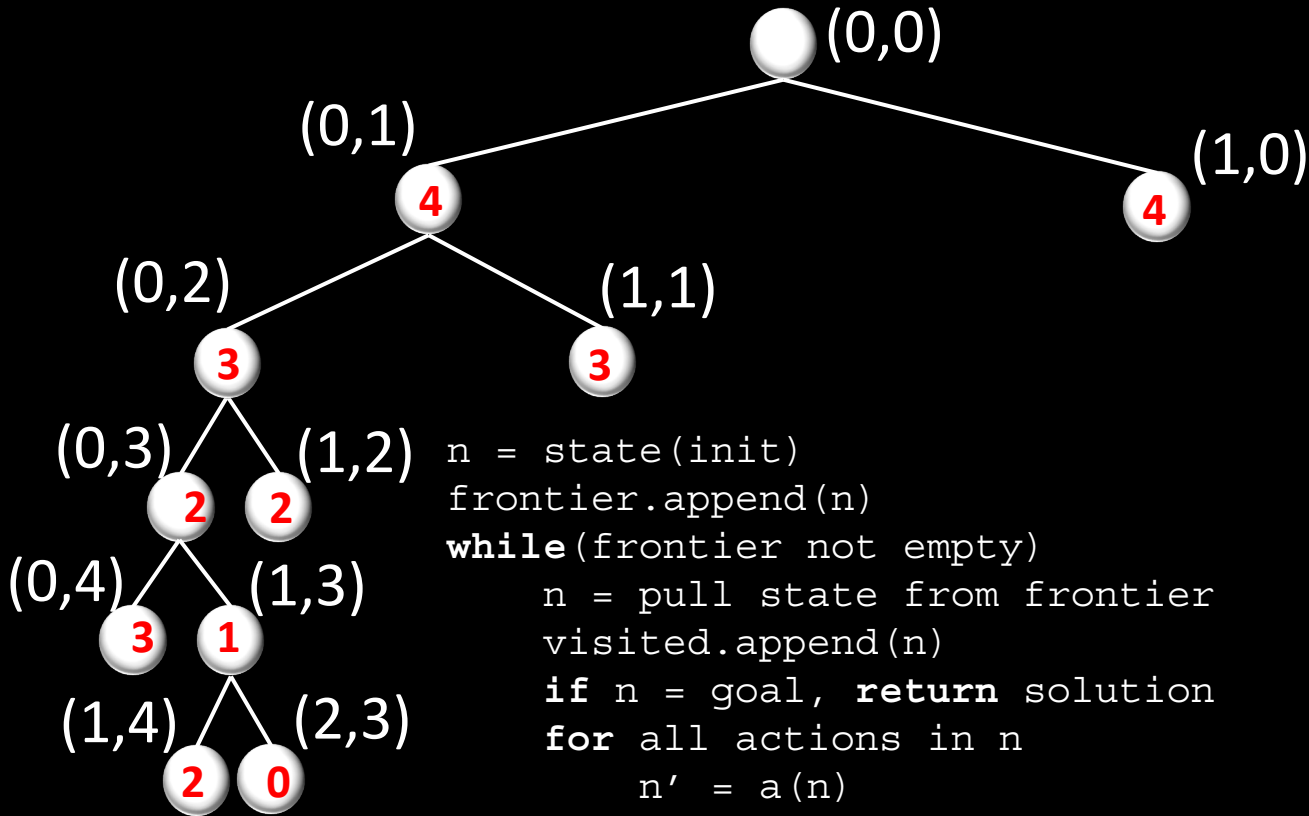 (0,0)
(0,1)
(1,0)
4
4
(0,2)
(1,1)
3
3
(0,3)
(1,2)
2
2
(0,4)
(1,3)
3
1
(1,4)
(2,3)
2
0
n = state(init)
frontier.append(n)
while(frontier not empty)
n = pull state from frontier
visited.append(n)
if n = goal, return solution
for all actions in n
n’ = a(n)